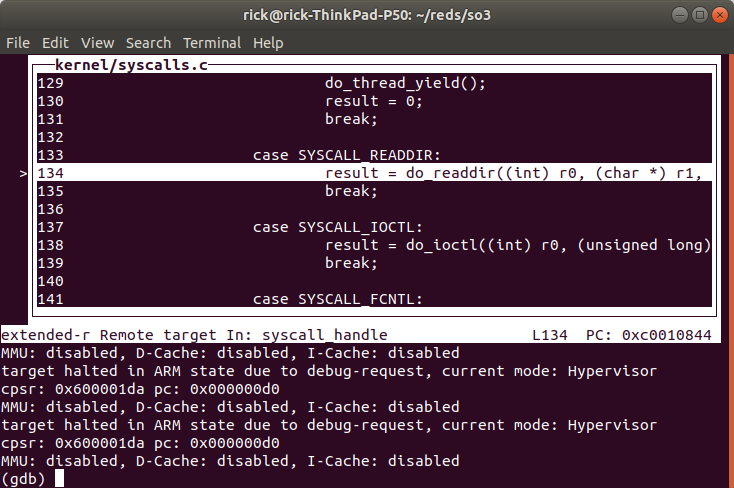 rick@rick-ThinkPad-P50: ~/reds/so3
File Edit View Search Terminal Help
kernel/syscalls.c
129 do_thread_yield();
130 result = 0;
131 break;
132
133 case SYSCALL_READDIR:
> 134 result = do_readdir((int) r0, (char *) r1,
135 break;
136
137 case SYSCALL_IOCTL:
138 result = do_ioctl((int) r0, (unsigned long)
139 break;
140
141 case SYSCALL_FCNTL:
extended-r Remote target In: syscall_handle L134 PC: 0xc0010844
MMU: disabled, D-Cache: disabled, I-Cache: disabled
target halted in ARM state due to debug-request, current mode: Hypervisor
cpsr: 0x600001da pc: 0x000000d0
MMU: disabled, D-Cache: disabled, I-Cache: disabled
target halted in ARM state due to debug-request, current mode: Hypervisor
cpsr: 0x600001da pc: 0x000000d0
MMU: disabled, D-Cache: disabled, I-Cache: disabled
(gdb)